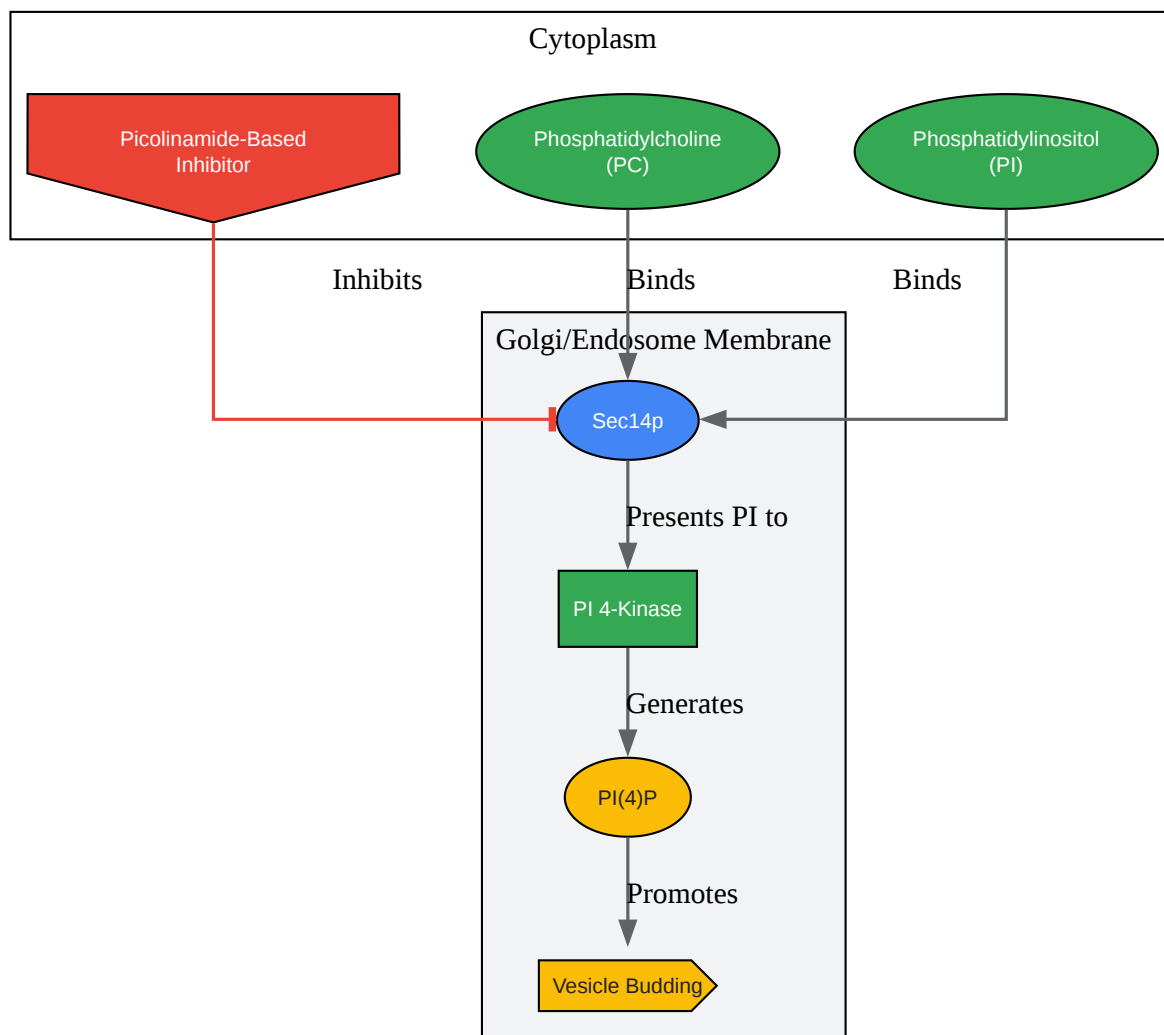 Cytoplasm
Picolinamide-Based
Inhibitor
Phosphatidylcholine
(PC)
Phosphatidylinositol
(PI)
Inhibits
Binds
Binds
Golgi/Endosome Membrane
Sec14p
Presents PI to
PI 4-Kinase
Generates
PI(4)P
Promotes
Vesicle Budding